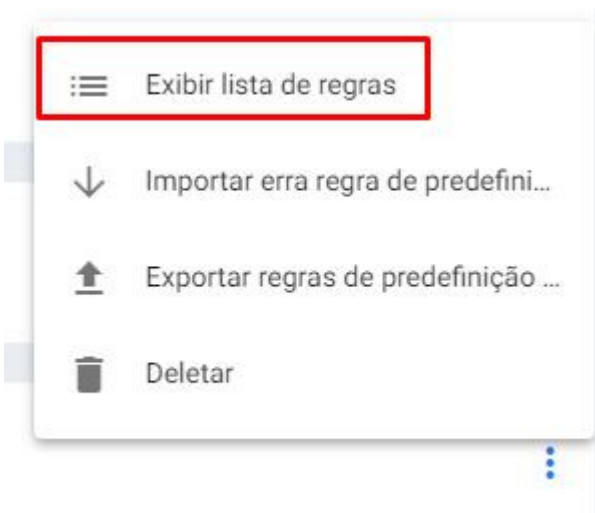 Exibir lista de regras
Importar erra regra de predefini...
Exportar regras de predefinição ...
Deletar